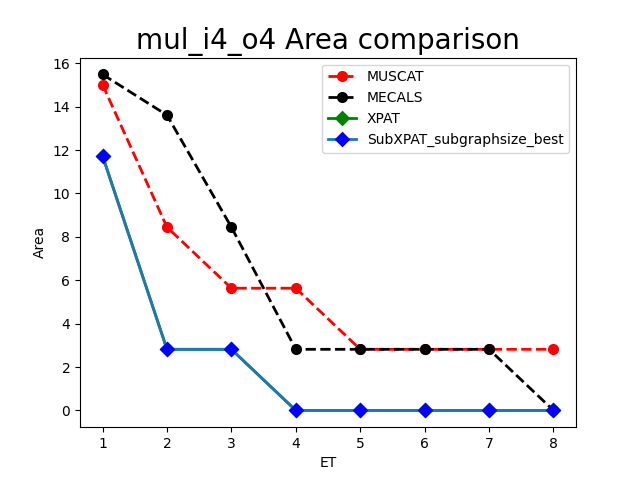 mul_i4_o4 Area comparison
MUSCAT
MECALS
XPAT
SubXPAT_subgraphsize_best
Area
16
14
12
10
8
6
4
2
0
1 2 3 4 5 6 7 8
ET